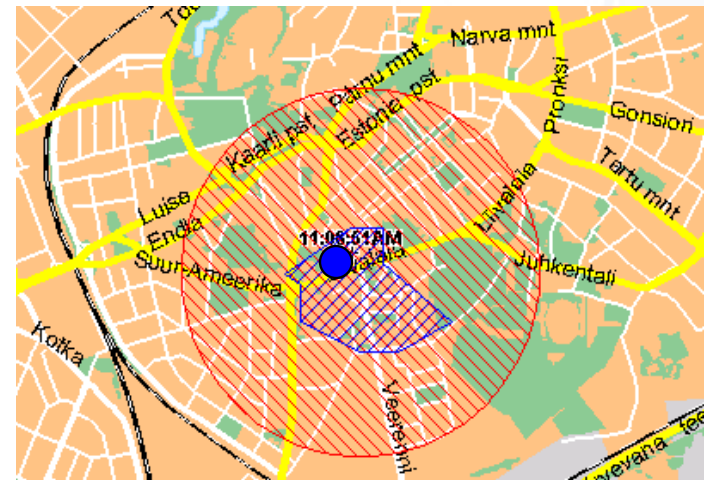 Narva mnt
Pärnu mnt
Pronksi
Estonia pst
Gonsiori
Kaarli pst
Tartu mnt
Luise
Endla
Liivalaia
11:06:51AM
Suur-Ameerika
Juhkentali
Kotka
Veerenni